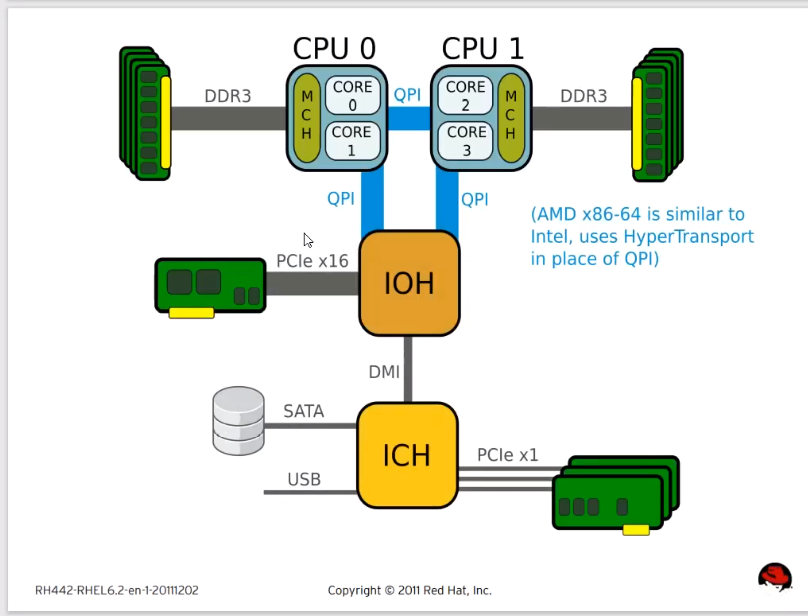 CPU 0
CPU 1
DDR3
M
C
H
CORE
0
CORE
1
QPI
CORE
2
CORE
3
M
C
H
DDR3
QPI
QPI
(AMD x86-64 is similar to
Intel, uses HyperTransport
in place of QPI)
PCIe x16
IOH
DMI
SATA
ICH
PCIe x1
USB
RH442-RHEL6.2-en-1-20111202
Copyright © 2011 Red Hat, Inc.